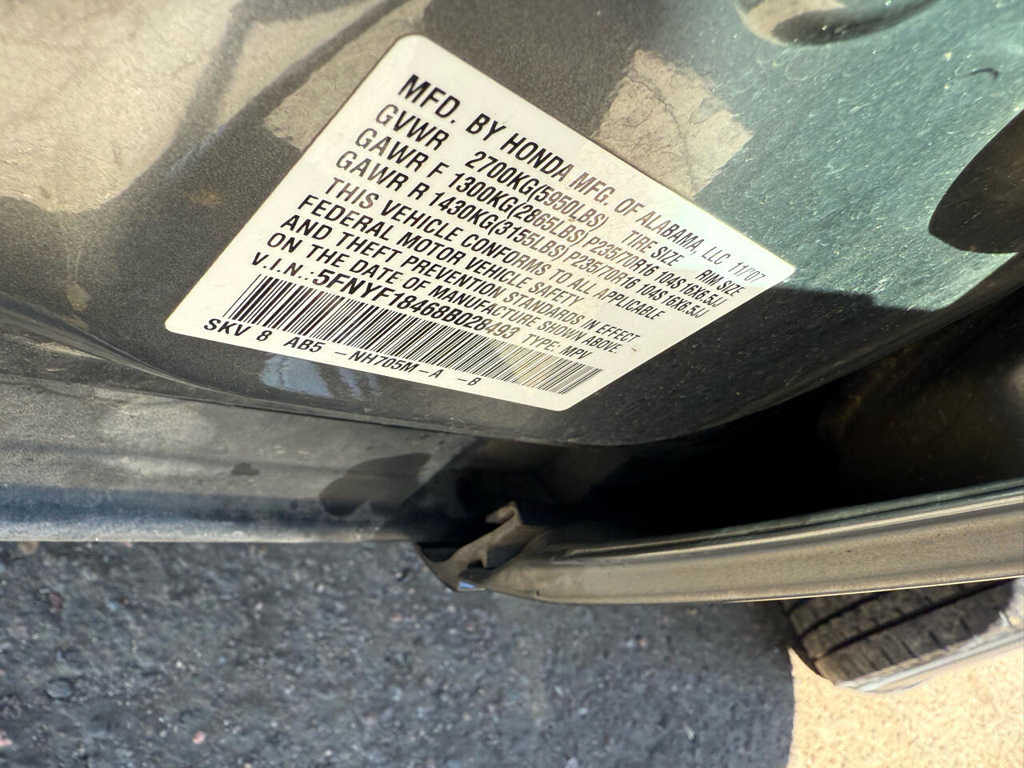 MFD. BY HONDA MFG. OF ALABAMA, LLC 11/07
GVWR 2700KG(5950LBS) TIRE SIZE RIM SIZE
GAWR F 1300KG(2865LBS) P235/70R16 104S 16X6.5JJ
GAWR R 1430KG(3155LBS) P235/70R16 104S 16X6.5JJ
THIS VEHICLE CONFORMS TO ALL APPLICABLE
FEDERAL MOTOR VEHICLE SAFETY
AND THEFT PREVENTION STANDARDS IN EFFECT
ON THE DATE OF MANUFACTURE SHOWN ABOVE.
V.I.N.: 5FNYF18468B028493 TYPE: MPV
SKV 8 AB5 -NH705M-A -B